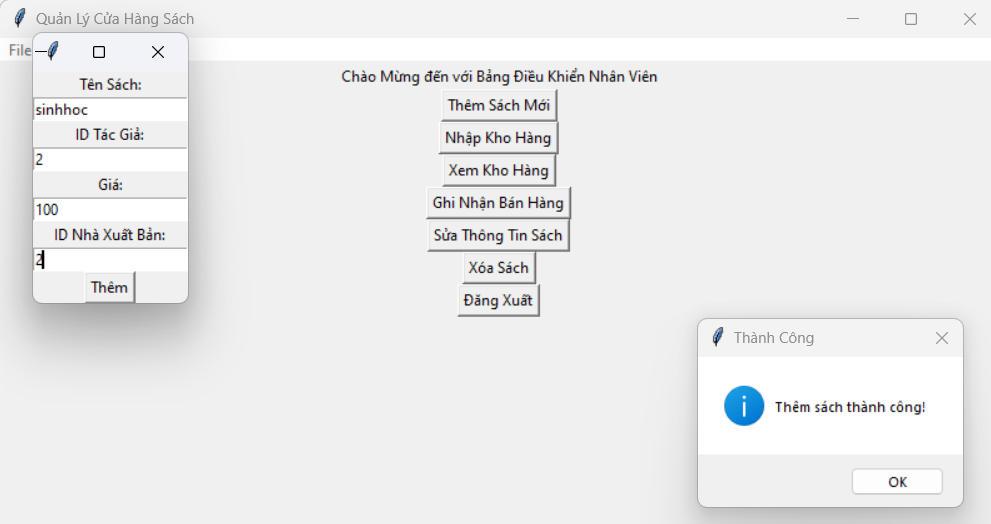 Quản Lý Cửa Hàng Sách
File
Tên Sách:
sinhhoc
ID Tác Giả:
2
Giá:
100
ID Nhà Xuất Bản:
2
Thêm
Chào Mừng đến với Bảng Điều Khiển Nhân Viên
Thêm Sách Mới
Nhập Kho Hàng
Xem Kho Hàng
Ghi Nhận Bán Hàng
Sửa Thông Tin Sách
Xóa Sách
Đăng Xuất
Thành Công
Thêm sách thành công!
OK